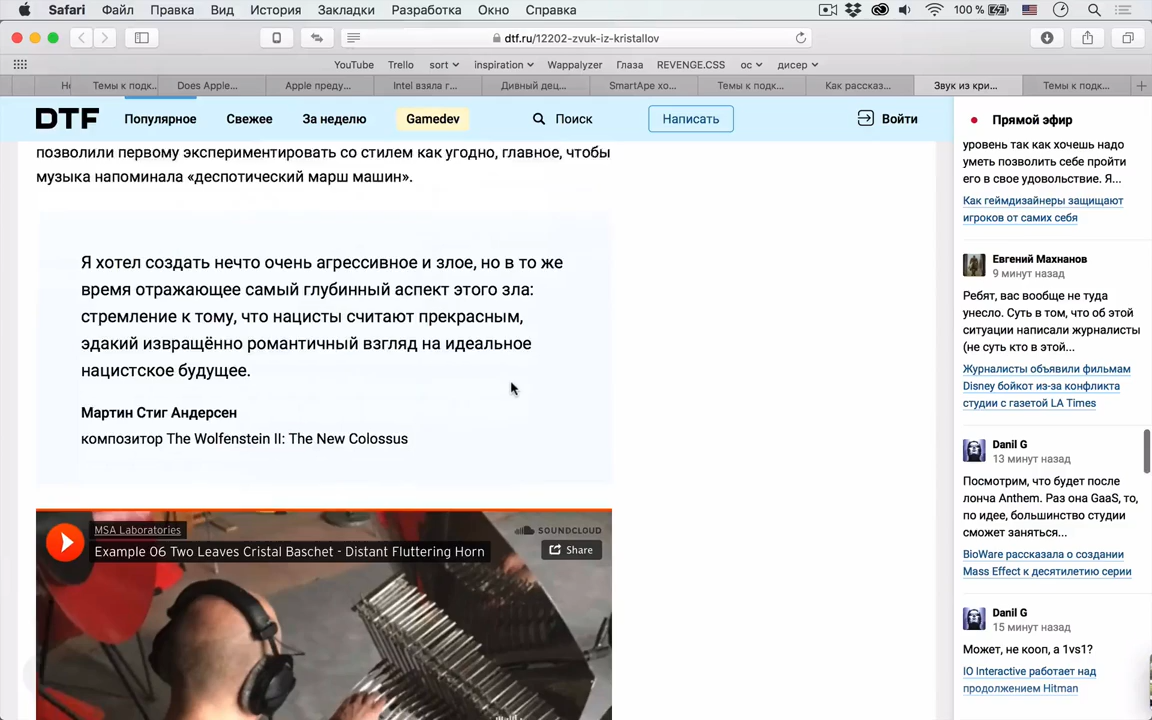 Safari Файл Правка Вид История Закладки Разработка Окно Справка 100 %
dtf.ru/12202-zvuk-iz-kristallov
YouTube Trello sort inspiration Wappalyzer Глаза REVENGE.CSS ос дисер
Темы к подк... Does Apple... Apple преду... Intel взяла г... Дивный дец... SmartApe хо... Темы к подк... Как рассказ... Звук из кри... Темы к подк...
DTF Популярное Свежее За неделю Gamedev Поиск Написать Войти
позволили первому экспериментировать со стилем как угодно, главное, чтобы
музыка напоминала «деспотический марш машин».
Я хотел создать нечто очень агрессивное и злое, но в то же
время отражающее самый глубинный аспект этого зла:
стремление к тому, что нацисты считают прекрасным,
эдакий извращённо романтичный взгляд на идеальное
нацистское будущее.
Мартин Стиг Андерсен
композитор The Wolfenstein II: The New Colossus
MSA Laboratories
Example 06 Two Leaves Cristal Baschet - Distant Fluttering Horn
SOUNDCLOUD
Share
Прямой эфир
уровень так как хочешь надо
уметь позволить себе пройти
его в свое удовольствие. Я...
Как геймдизайнеры защищают
игроков от самих себя
Евгений Махнанов
9 минут назад
Ребят, вас вообще не туда
унесло. Суть в том, что об этой
ситуации написали журналисты
(не суть кто в этой...
Журналисты объявили фильмам
Disney бойкот из-за конфликта
студии с газетой LA Times
Danil G
13 минут назад
Посмотрим, что будет после
лонча Anthem. Раз она GaaS, то,
по идее, большинство студии
сможет заняться...
BioWare рассказала о создании
Mass Effect к десятилетию серии
Danil G
15 минут назад
Может, не кооп, а 1vs1?
IO Interactive работает над
продолжением Hitman